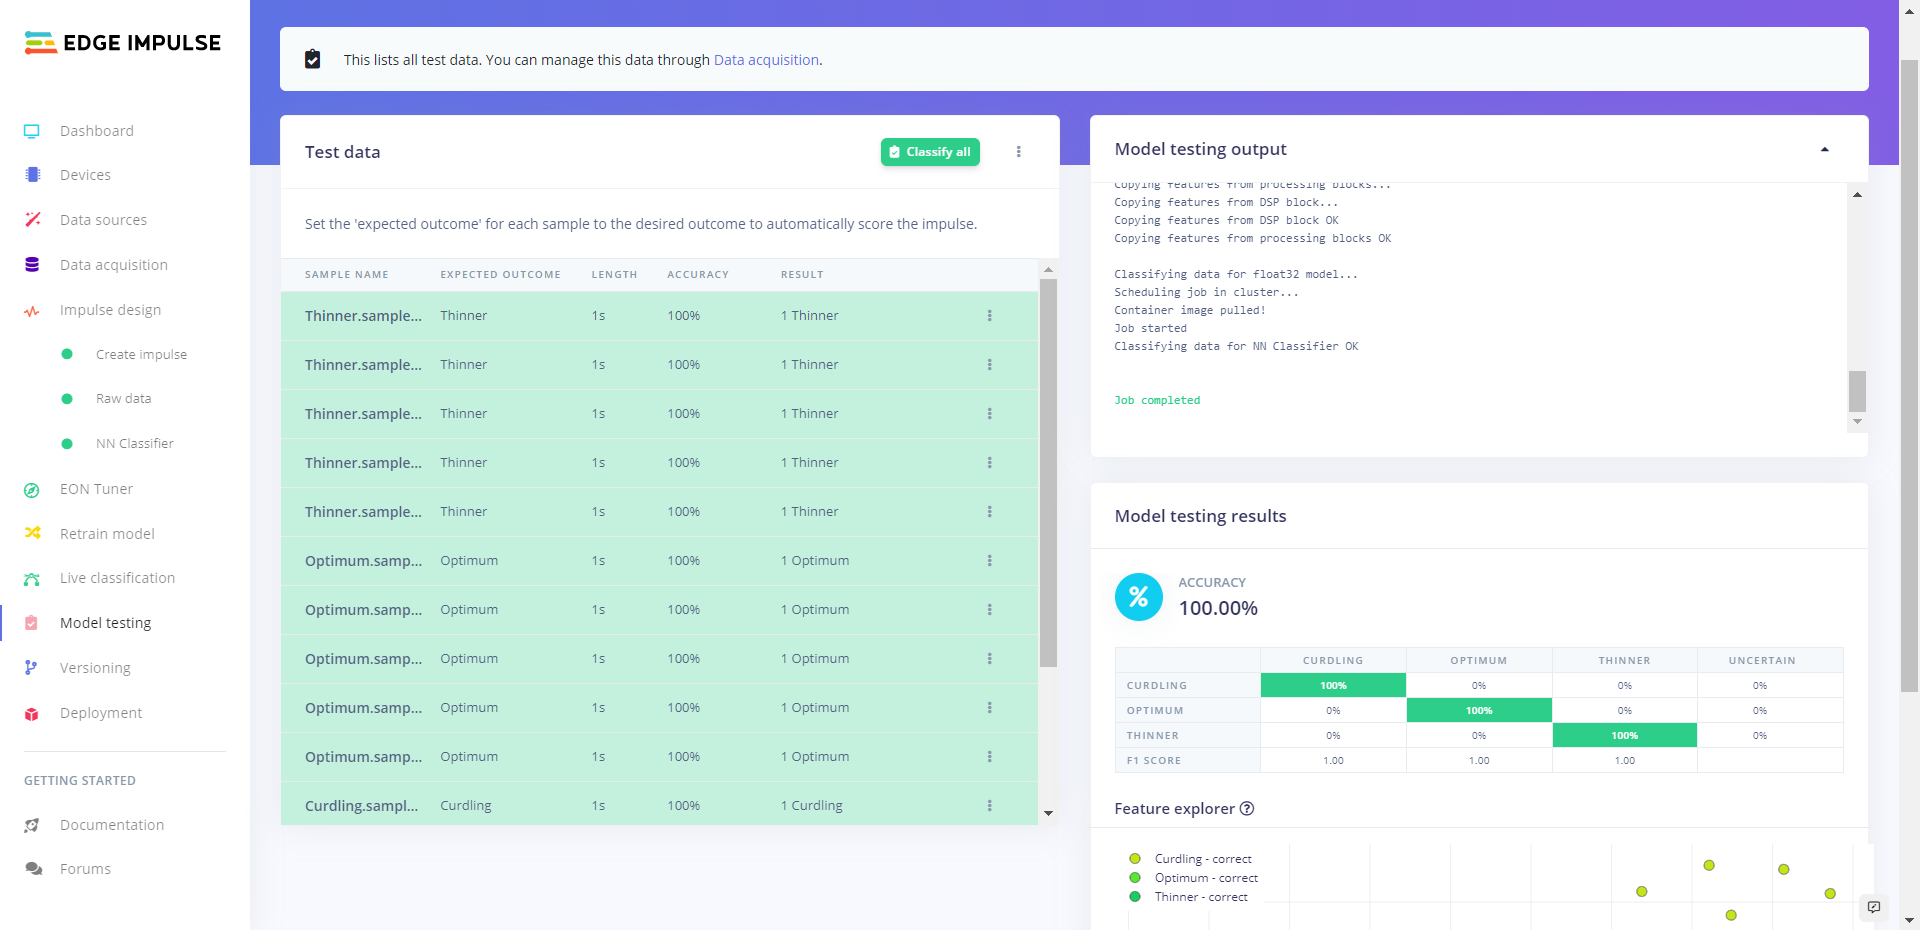 EDGE IMPULSE
Dashboard
Devices
Data sources
Data acquisition
Impulse design
Create impulse
Raw data
NN Classifier
EON Tuner
Retrain model
Live classification
Model testing
Versioning
Deployment
GETTING STARTED
Documentation
Forums
This lists all test data. You can manage this data through Data acquisition.
Test data
Classify all
Set the 'expected outcome' for each sample to the desired outcome to automatically score the impulse.
SAMPLE NAME EXPECTED OUTCOME LENGTH ACCURACY RESULT
Thinner.sample... Thinner 1s 100% 1 Thinner
Thinner.sample... Thinner 1s 100% 1 Thinner
Thinner.sample... Thinner 1s 100% 1 Thinner
Thinner.sample... Thinner 1s 100% 1 Thinner
Thinner.sample... Thinner 1s 100% 1 Thinner
Optimum.samp... Optimum 1s 100% 1 Optimum
Optimum.samp... Optimum 1s 100% 1 Optimum
Optimum.samp... Optimum 1s 100% 1 Optimum
Optimum.samp... Optimum 1s 100% 1 Optimum
Optimum.samp... Optimum 1s 100% 1 Optimum
Curdling.sampl... Curdling 1s 100% 1 Curdling
Model testing output
Copying features from processing blocks...
Copying features from DSP block...
Copying features from DSP block OK
Copying features from processing blocks OK
Classifying data for float32 model...
Scheduling job in cluster...
Container image pulled!
Job started
Classifying data for NN Classifier OK
Job completed
Model testing results
%
ACCURACY
100.00%
CURDLING OPTIMUM THINNER UNCERTAIN
CURDLING 100% 0% 0% 0%
OPTIMUM 0% 100% 0% 0%
THINNER 0% 0% 100% 0%
F1 SCORE 1.00 1.00 1.00
Feature explorer ?
Curdling - correct
Optimum - correct
Thinner - correct